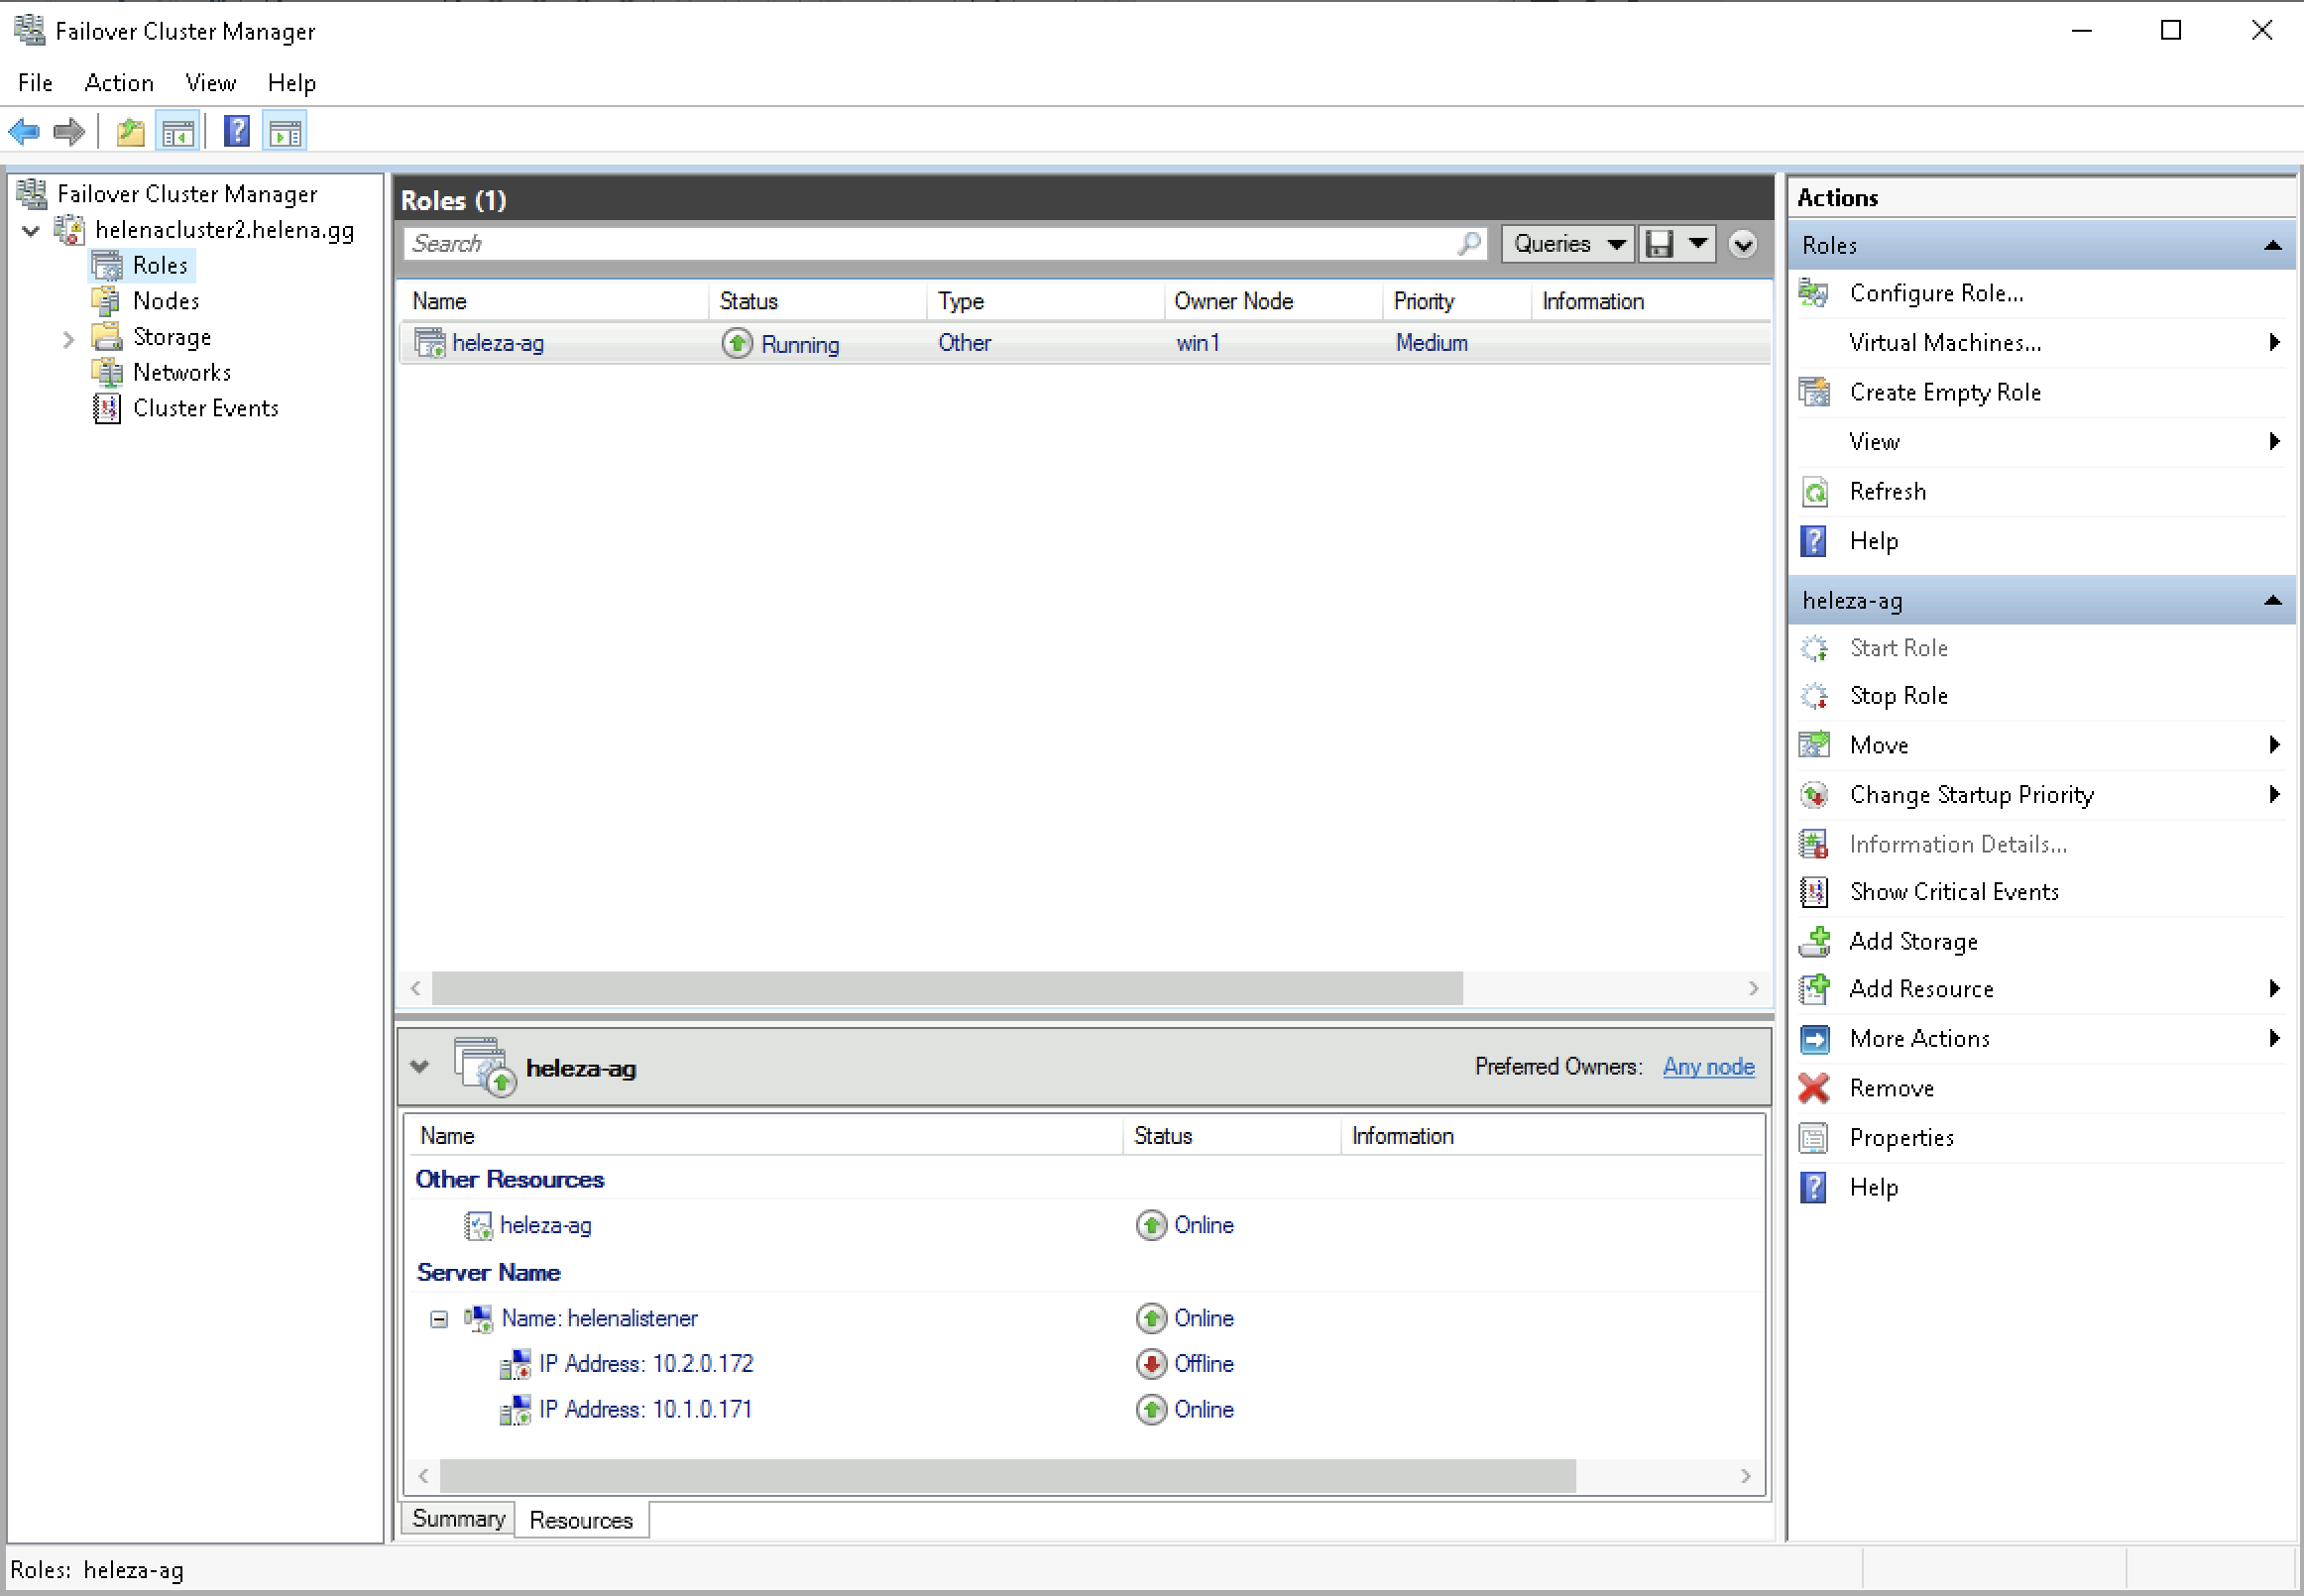 Failover Cluster Manager
File Action View Help
Failover Cluster Manager
helenacluster2.helena.gg
Roles
Nodes
Storage
Networks
Cluster Events
Roles (1)
Search
Queries
Name Status Type Owner Node Priority Information
heleza-ag Running Other win1 Medium
heleza-ag Preferred Owners: Any node
Name Status Information
Other Resources
heleza-ag Online
Server Name
Name: helenalistener Online
IP Address: 10.2.0.172 Offline
IP Address: 10.1.0.171 Online
Summary Resources
Actions
Roles
Configure Role...
Virtual Machines...
Create Empty Role
View
Refresh
Help
heleza-ag
Start Role
Stop Role
Move
Change Startup Priority
Information Details...
Show Critical Events
Add Storage
Add Resource
More Actions
Remove
Properties
Help
Roles: heleza-ag